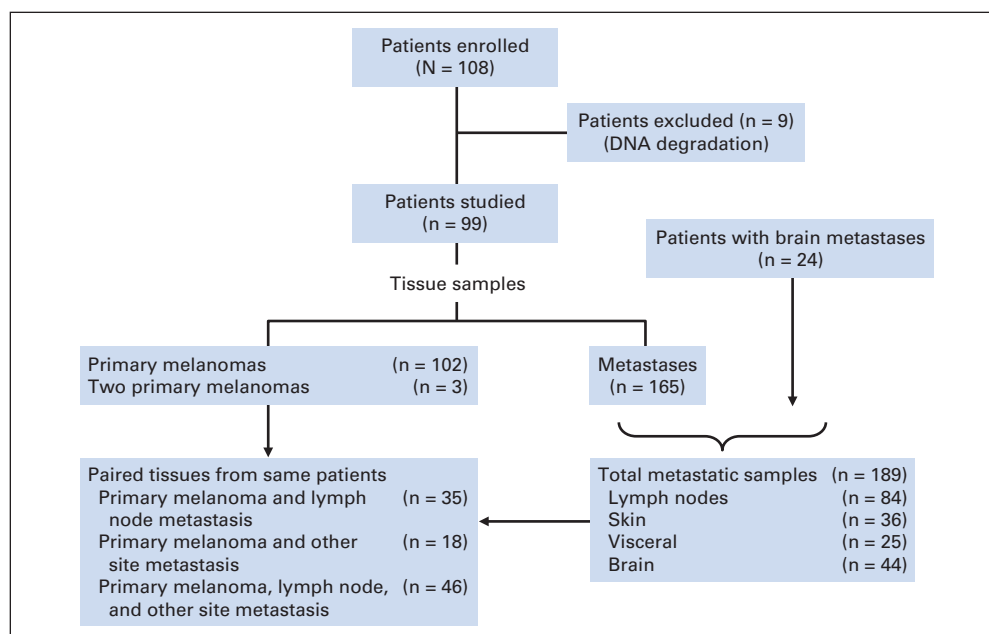 Patients enrolled
(N = 108)
Patients excluded (n = 9)
(DNA degradation)
Patients studied
(n = 99)
Patients with brain metastases
(n = 24)
Tissue samples
Primary melanomas (n = 102)
Two primary melanomas (n = 3)
Metastases
(n = 165)
Paired tissues from same patients
Primary melanoma and lymph (n = 35)
node metastasis
Primary melanoma and other (n = 18)
site metastasis
Primary melanoma, lymph node, (n = 46)
and other site metastasis
Total metastatic samples (n = 189)
Lymph nodes (n = 84)
Skin (n = 36)
Visceral (n = 25)
Brain (n = 44)